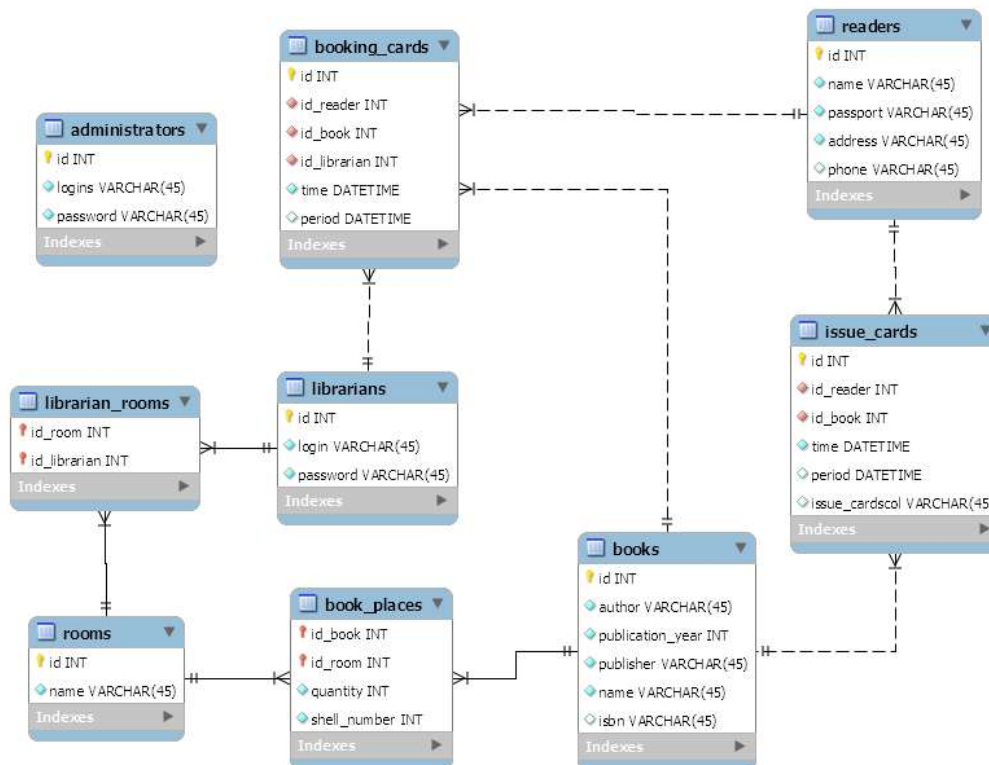 booking_cards
id INT
id_reader INT
id_book INT
id_librarian INT
time DATETIME
period DATETIME
Indexes
readers
id INT
name VARCHAR(45)
passport VARCHAR(45)
address VARCHAR(45)
phone VARCHAR(45)
Indexes
administrators
id INT
logins VARCHAR(45)
password VARCHAR(45)
Indexes
issue_cards
id INT
id_reader INT
id_book INT
time DATETIME
period DATETIME
issue_cardscol VARCHAR(45
Indexes
librarian_rooms
id_room INT
id_librarian INT
Indexes
librarians
id INT
login VARCHAR(45)
password VARCHAR(45)
Indexes
books
id INT
author VARCHAR(45)
publication_year INT
publisher VARCHAR(45)
name VARCHAR(45)
isbn VARCHAR(45)
Indexes
book_places
id_book INT
id_room INT
quantity INT
shell_number INT
Indexes
rooms
id INT
name VARCHAR(45)
Indexes